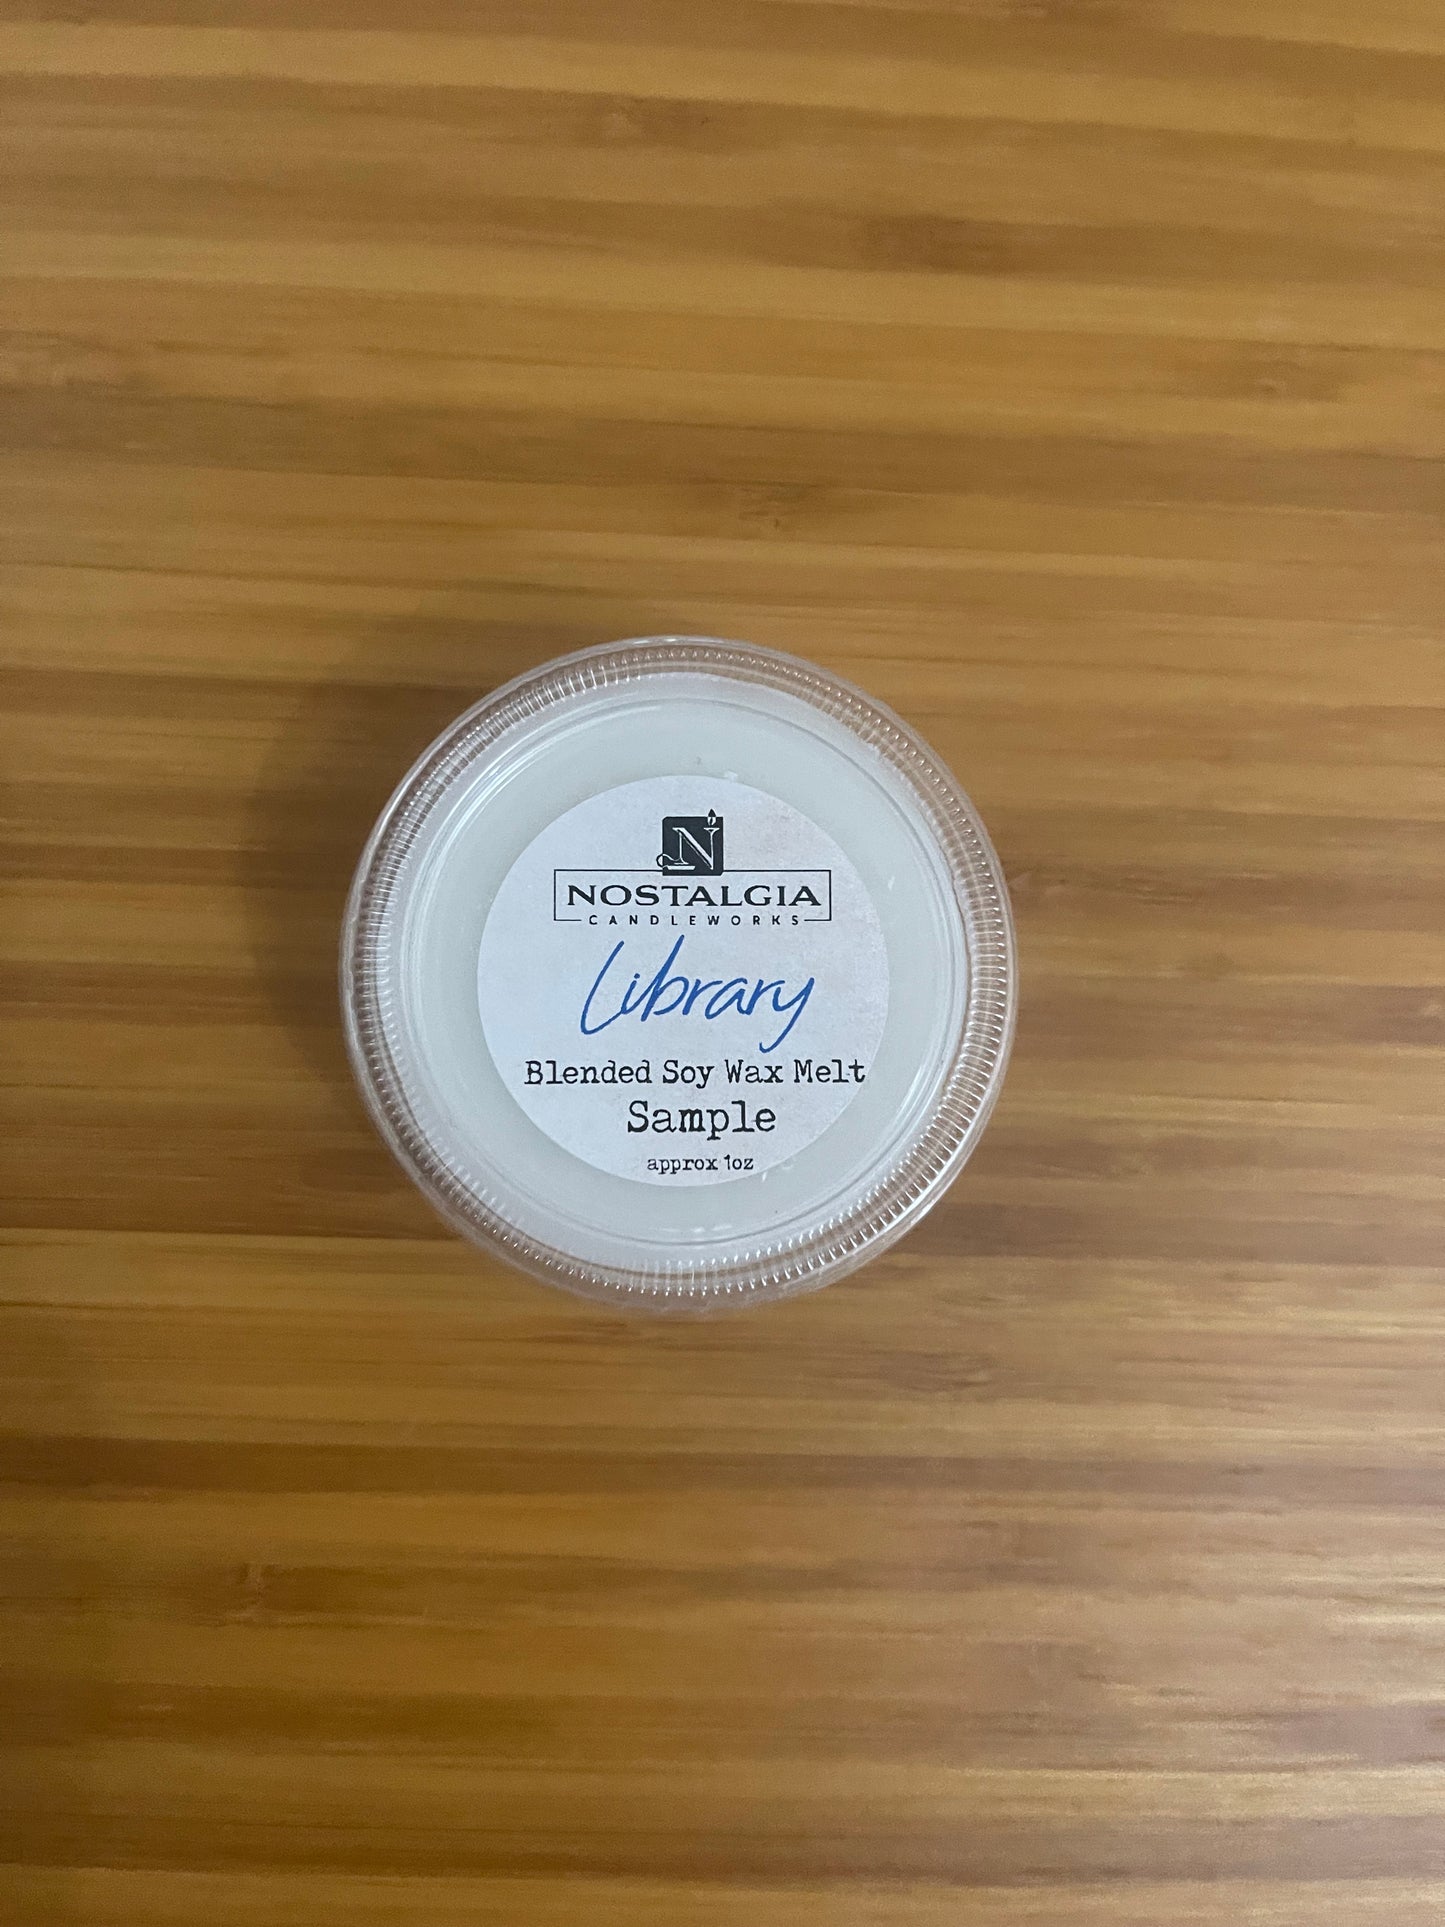 N
NOSTALGIA
CANDLEWORKS
Library
Blended Soy Wax Melt
Sample
approx 1oz